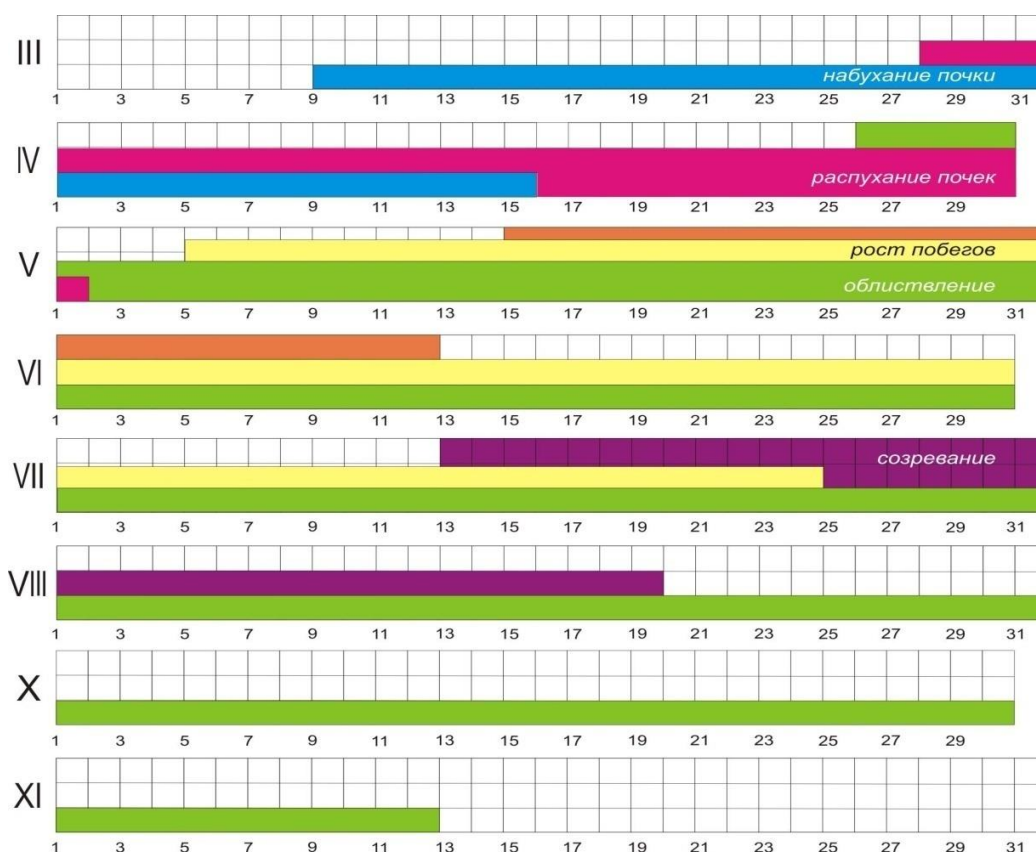 III
набухание почки
1 3 5 7 9 11 13 15 17 19 21 23 25 27 29 31
IV
распухание почек
1 3 5 7 9 11 13 15 17 19 21 23 25 27 29
V
рост побегов
облиствление
1 3 5 7 9 11 13 15 17 19 21 23 25 27 29 31
VI
1 3 5 7 9 11 13 15 17 19 21 23 25 27 29
VII
созревание
1 3 5 7 9 11 13 15 17 19 21 23 25 27 29 31
VIII
1 3 5 7 9 11 13 15 17 19 21 23 25 27 29 31
X
1 3 5 7 9 11 13 15 17 19 21 23 25 27 29
XI
1 3 5 7 9 11 13 15 17 19 21 23 25 27 29 31